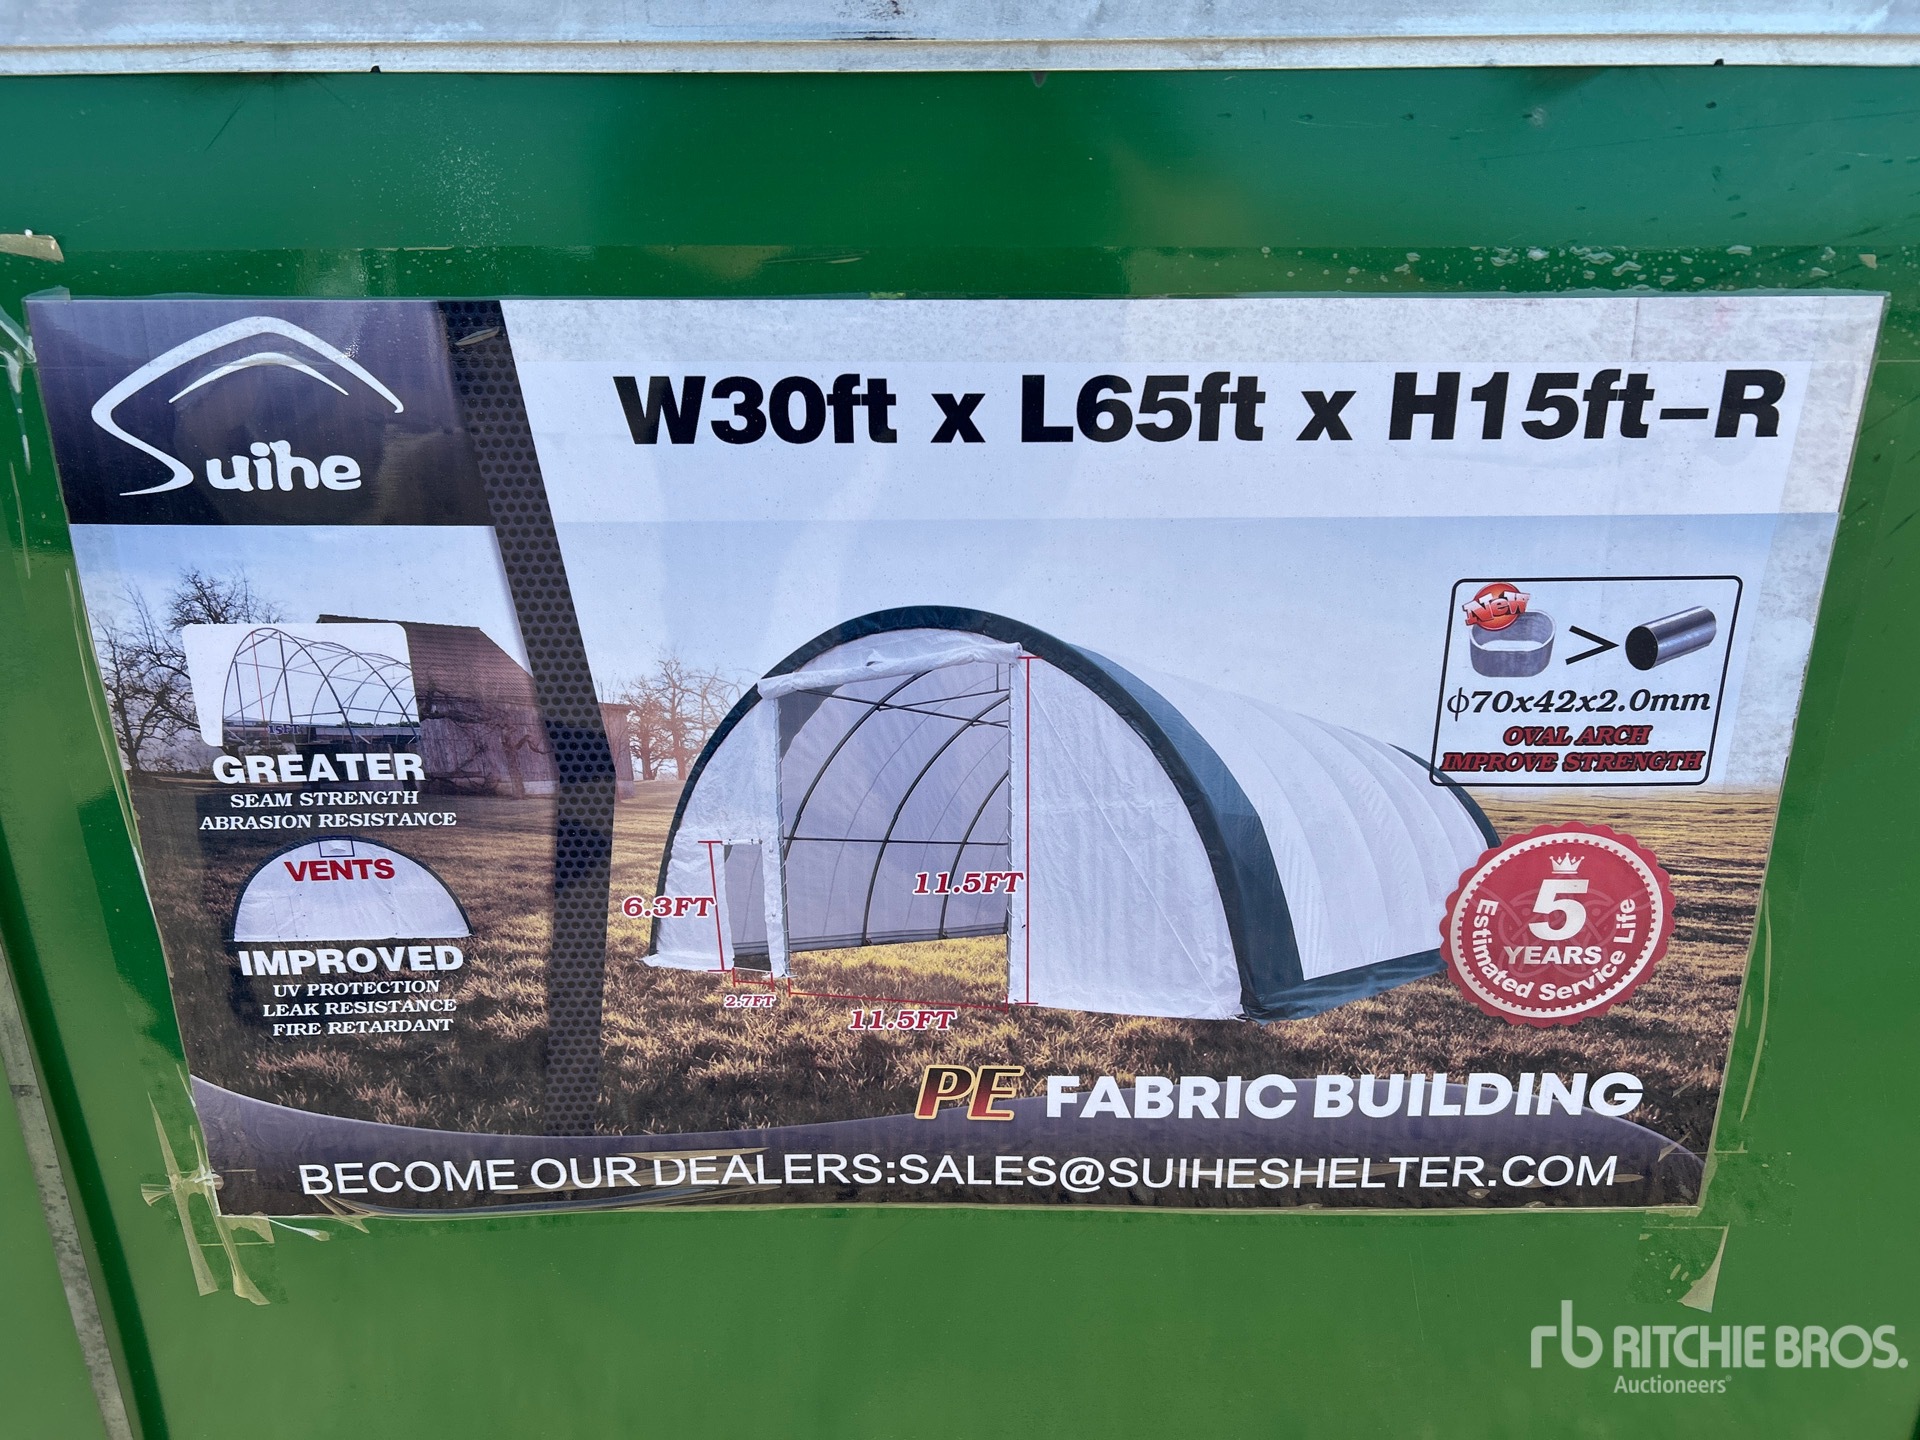 Suihe
W30ft x L65ft x H15ft-R
New
>
ϕ70x42x2.0mm
OVAL ARCH
IMPROVE STRENGTH
15FT
GREATER
SEAM STRENGTH
ABRASION RESISTANCE
VENTS
IMPROVED
UV PROTECTION
LEAK RESISTANCE
FIRE RETARDANT
6.3FT
2.7FT
11.5FT
11.5FT
5
YEARS
Estimated Service Life
PE FABRIC BUILDING
BECOME OUR DEALERS:SALES@SUIHESHELTER.COM
rb RITCHIE BROS.
Auctioneers